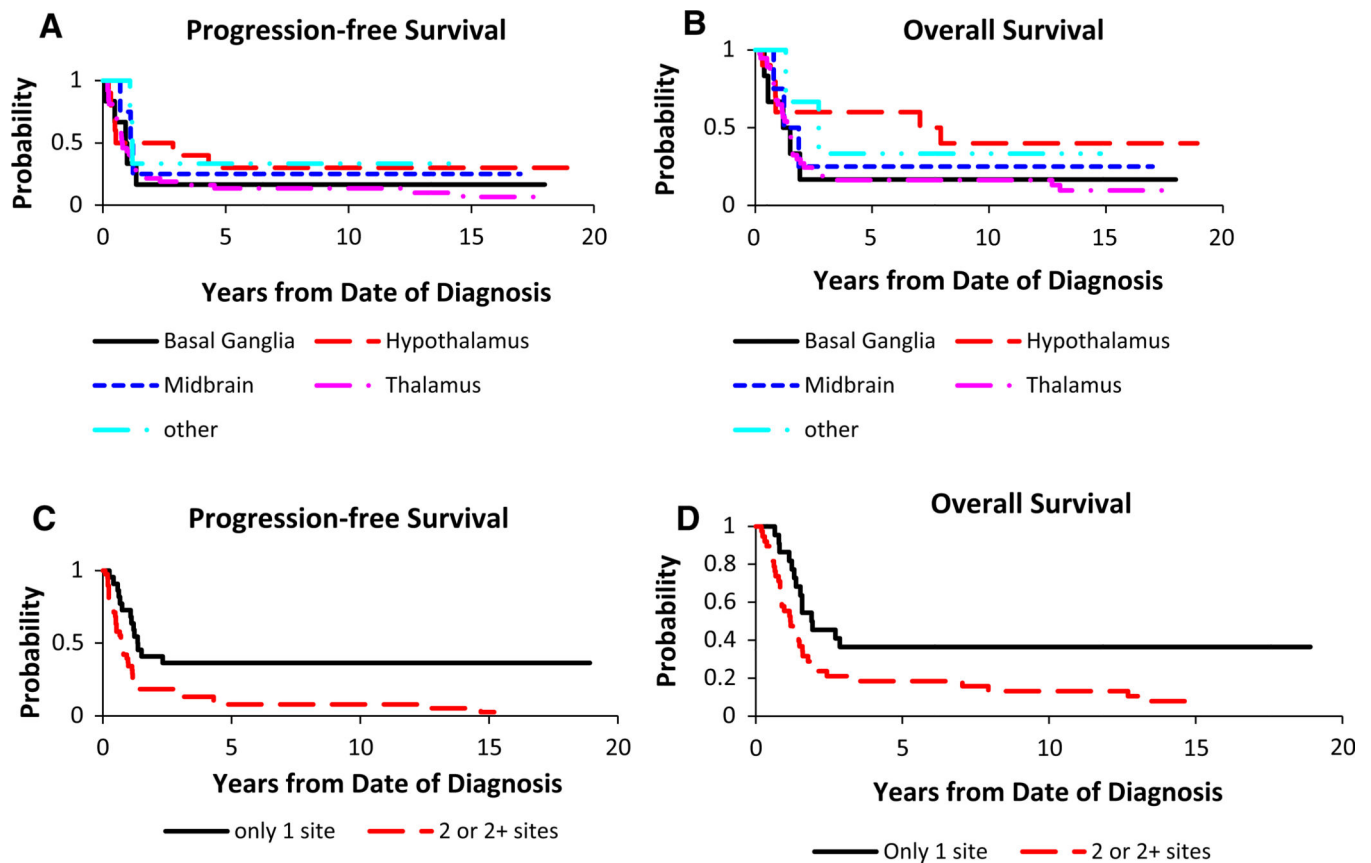 A
Progression-free Survival
Probability
1
0.5
0
0 5 10 15 20
Years from Date of Diagnosis
Basal Ganglia Hypothalamus
Midbrain Thalamus
other
B
Overall Survival
Probability
1
0.5
0
0 5 10 15 20
Years from Date of Diagnosis
Basal Ganglia Hypothalamus
Midbrain Thalamus
other
C
Progression-free Survival
Probability
1
0.5
0
0 5 10 15 20
Years from Date of Diagnosis
only 1 site 2 or 2+ sites
D
Overall Survival
Probability
1
0.8
0.6
0.4
0.2
0
0 5 10 15 20
Years from Date of Diagnosis
Only 1 site 2 or 2+ sites